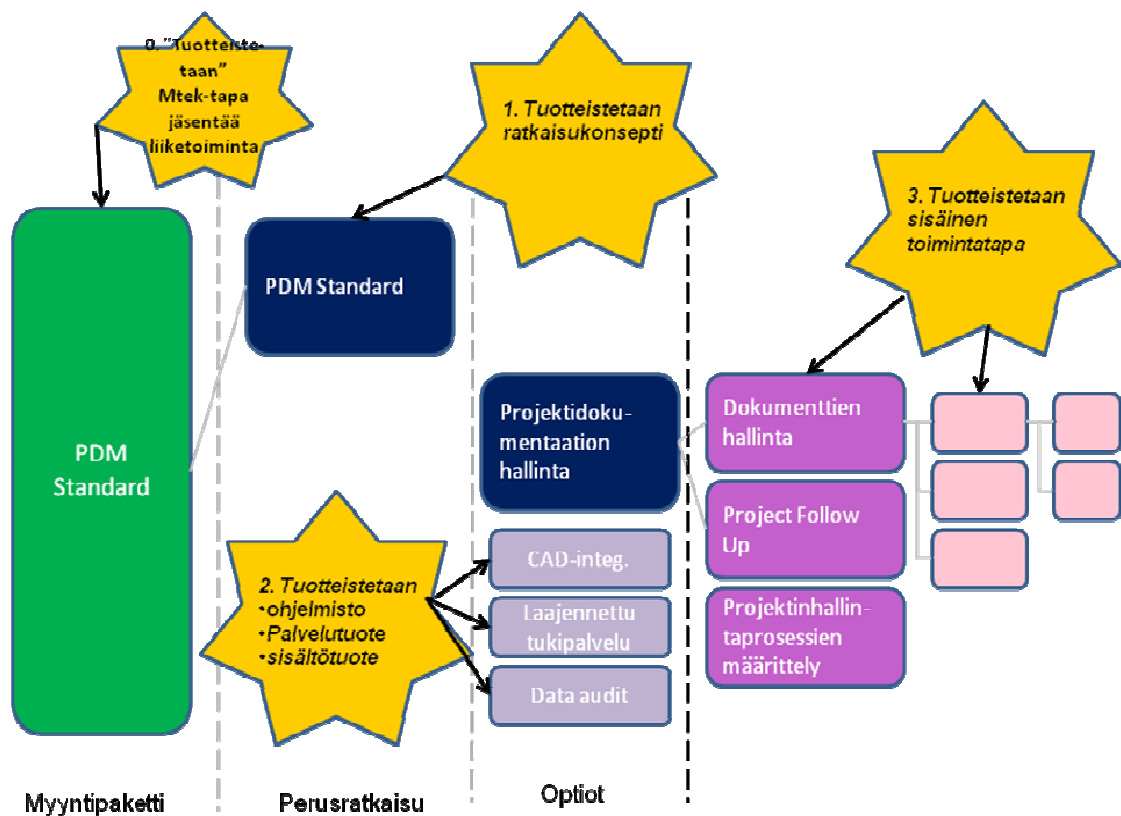 0. "Tuotteiste-
taan"
Mtek-tapa
jäsentää
liiketoiminta
1. Tuotteistetaan
ratkaisukonsepti
3. Tuotteistetaan
sisäinen
toimintatapa
PDM
Standard
PDM Standard
Projektidoku-
mentaation
hallinta
Dokumenttien
hallinta
Project Follow
Up
Projektinhallin-
taprosessien
määrittely
2. Tuotteistetaan
•ohjelmisto
•Palvelutuote
•sisältötuote
CAD-integ.
Laajennettu
tukipalvelu
Data audit
Myyntipaketti
Perusratkaisu
Optiot